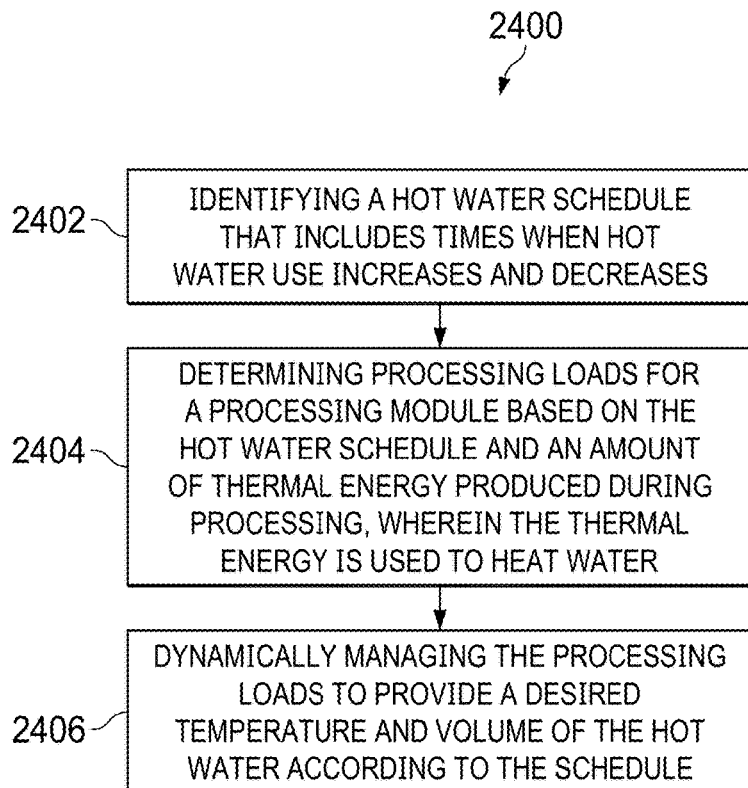 2400
2402
IDENTIFYING A HOT WATER SCHEDULE
THAT INCLUDES TIMES WHEN HOT
WATER USE INCREASES AND DECREASES
2404
DETERMINING PROCESSING LOADS FOR
A PROCESSING MODULE BASED ON THE
HOT WATER SCHEDULE AND AN AMOUNT
OF THERMAL ENERGY PRODUCED DURING
PROCESSING, WHEREIN THE THERMAL
ENERGY IS USED TO HEAT WATER
2406
DYNAMICALLY MANAGING THE PROCESSING
LOADS TO PROVIDE A DESIRED
TEMPERATURE AND VOLUME OF THE HOT
WATER ACCORDING TO THE SCHEDULE